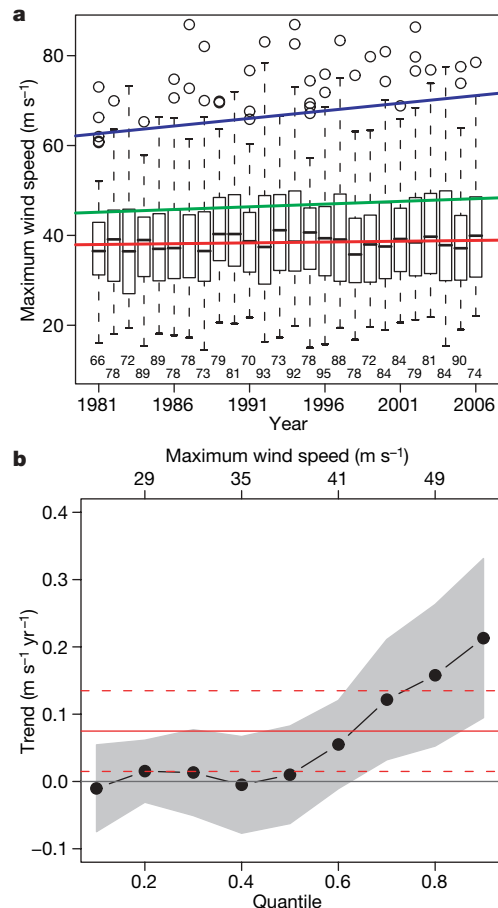 a
Maximum wind speed (m s⁻¹)
80
60
40
20
66 72 89 89 78 79 70 73 78 88 72 84 81 90
78 89 78 73 81 93 92 95 78 84 79 84 74
1981 1986 1991 1996 2001 2006
Year
b
Maximum wind speed (m s⁻¹)
29 35 41 49
Trend (m s⁻¹ yr⁻¹)
0.4
0.3
0.2
0.1
0.0
−0.1
0.2 0.4 0.6 0.8
Quantile